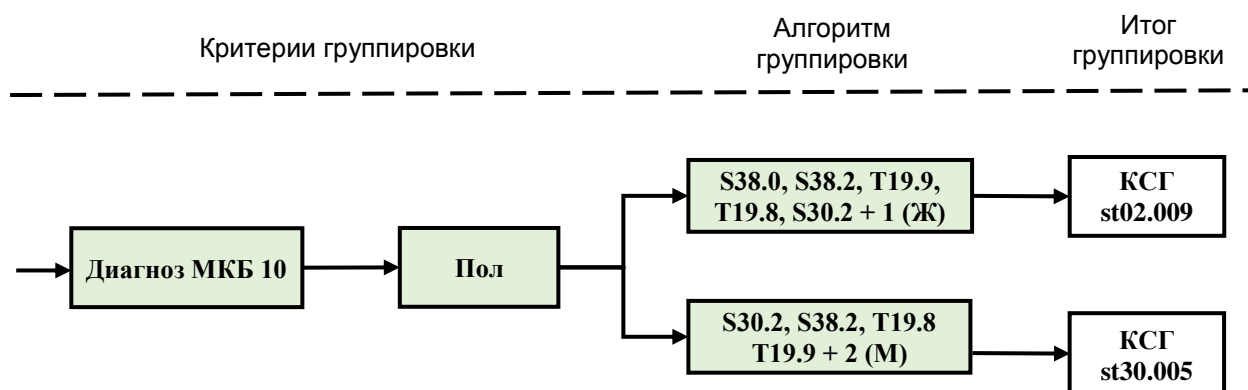 Критерии группировки
Алгоритм
группировки
Итог
группировки
S38.0, S38.2, T19.9,
T19.8, S30.2 + 1 (Ж)
КСГ
st02.009
Диагноз МКБ 10
Пол
S30.2, S38.2, T19.8
T19.9 + 2 (М)
КСГ
st30.005